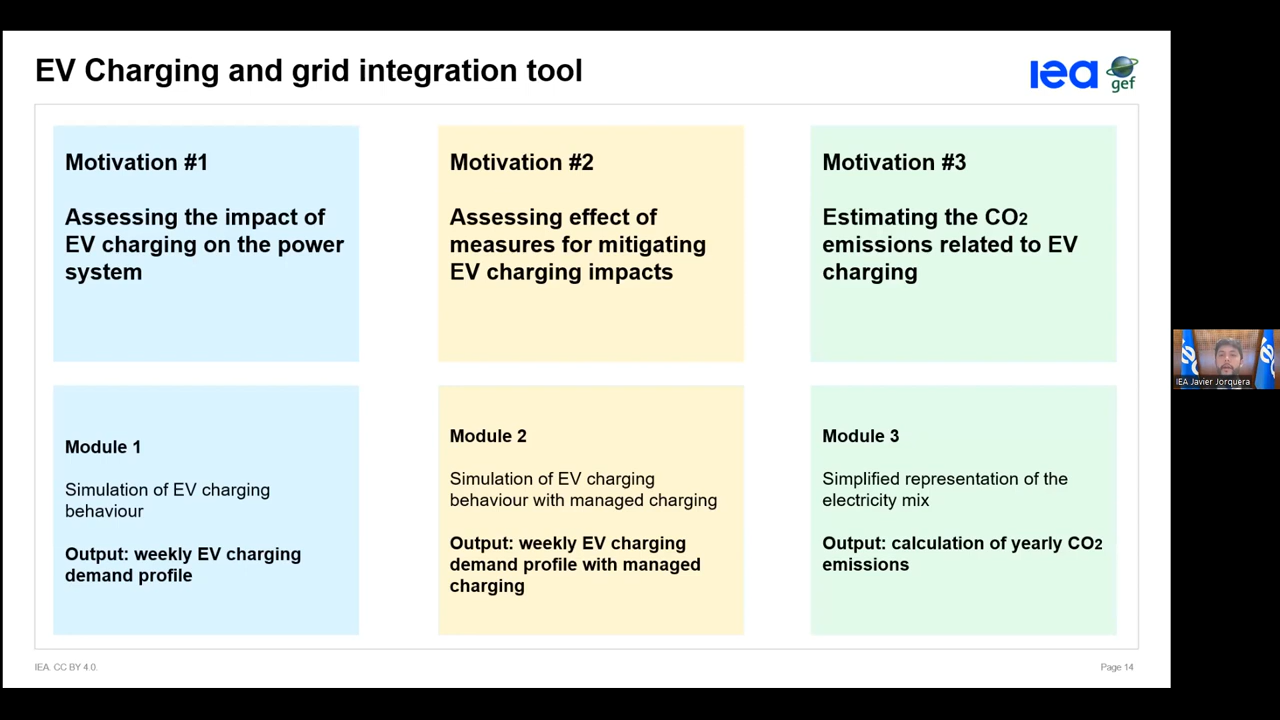 EV Charging and grid integration tool
iea
gef
Motivation #1
Assessing the impact of
EV charging on the power
system
Motivation #2
Assessing effect of
measures for mitigating
EV charging impacts
Motivation #3
Estimating the CO2
emissions related to EV
charging
Module 1
Simulation of EV charging
behaviour
Output: weekly EV charging
demand profile
Module 2
Simulation of EV charging
behaviour with managed charging
Output: weekly EV charging
demand profile with managed
charging
Module 3
Simplified representation of the
electricity mix
Output: calculation of yearly CO2
emissions
IEA. CC BY 4.0.
Page 14
IEA Javier Jorquera